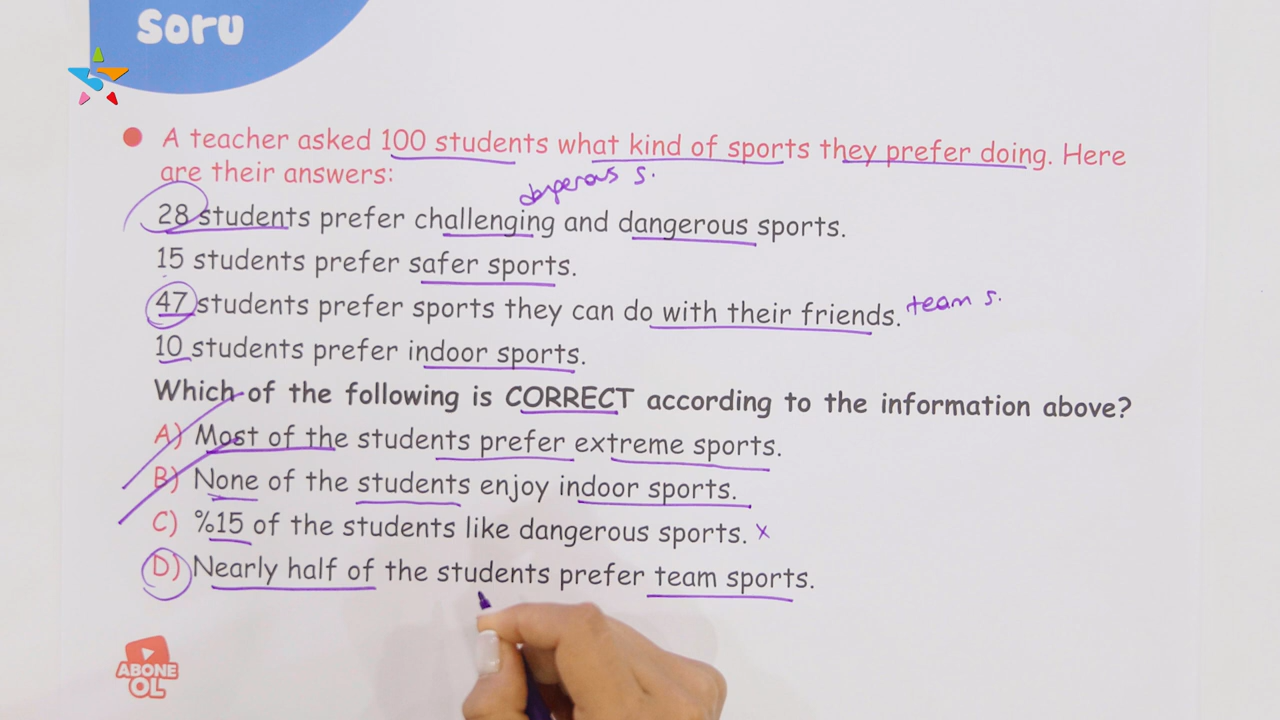 Soru
A teacher asked 100 students what kind of sports they prefer doing. Here
are their answers:
dangerous s.
28 students prefer challenging and dangerous sports.
15 students prefer safer sports.
47 students prefer sports they can do with their friends. team s.
10 students prefer indoor sports.
Which of the following is CORRECT according to the information above?
A) Most of the students prefer extreme sports.
B) None of the students enjoy indoor sports.
C) %15 of the students like dangerous sports. x
D) Nearly half of the students prefer team sports.
ABONE
OL